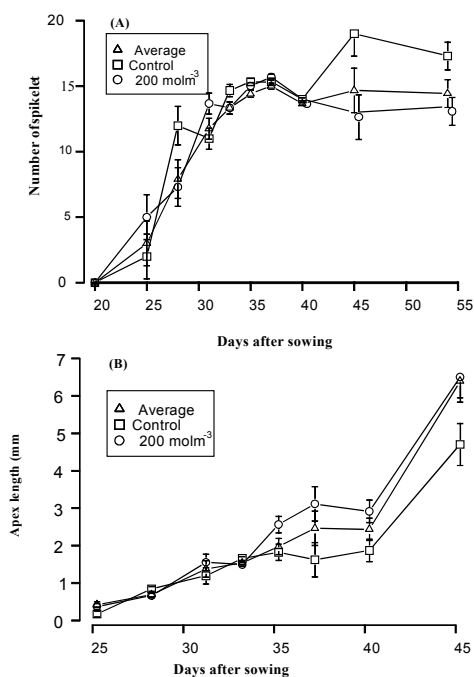 (A)
20
15
10
5
0
Number of spikelet
Average
Control
200 molm-3
20 25 30 35 40 45 50 55
Days after sowing
(B)
7
6
5
4
3
2
1
0
Apex length (mm
Average
Control
200 molm-3
25 30 35 40 45
Days after sowing